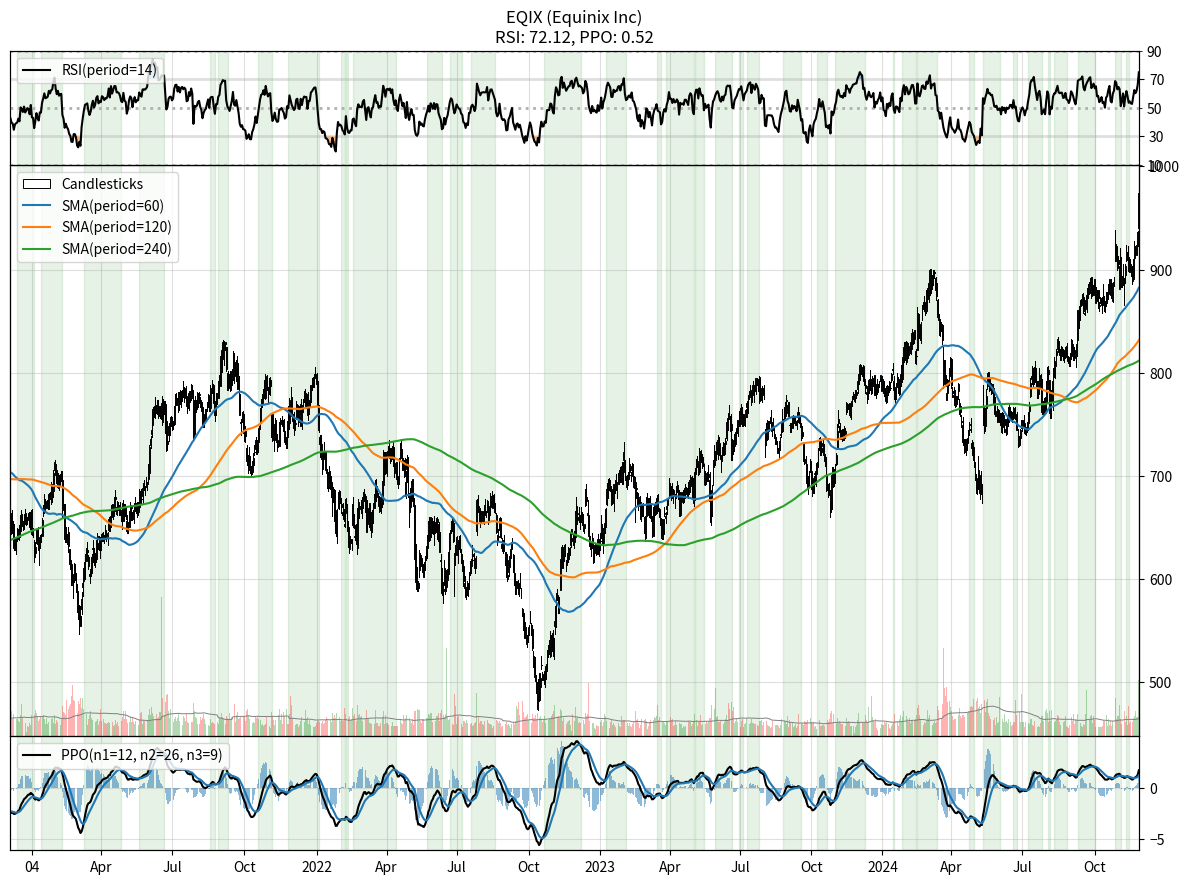 EQIX (Equinix Inc)
RSI: 72.12, PPO: 0.52
RSI(period=14)
90
70
50
30
10
Candlesticks
SMA(period=60)
SMA(period=120)
SMA(period=240)
1000
900
800
700
600
500
PPO(n1=12, n2=26, n3=9)
0
−5
04 Apr Jul Oct 2022 Apr Jul Oct 2023 Apr Jul Oct 2024 Apr Jul Oct